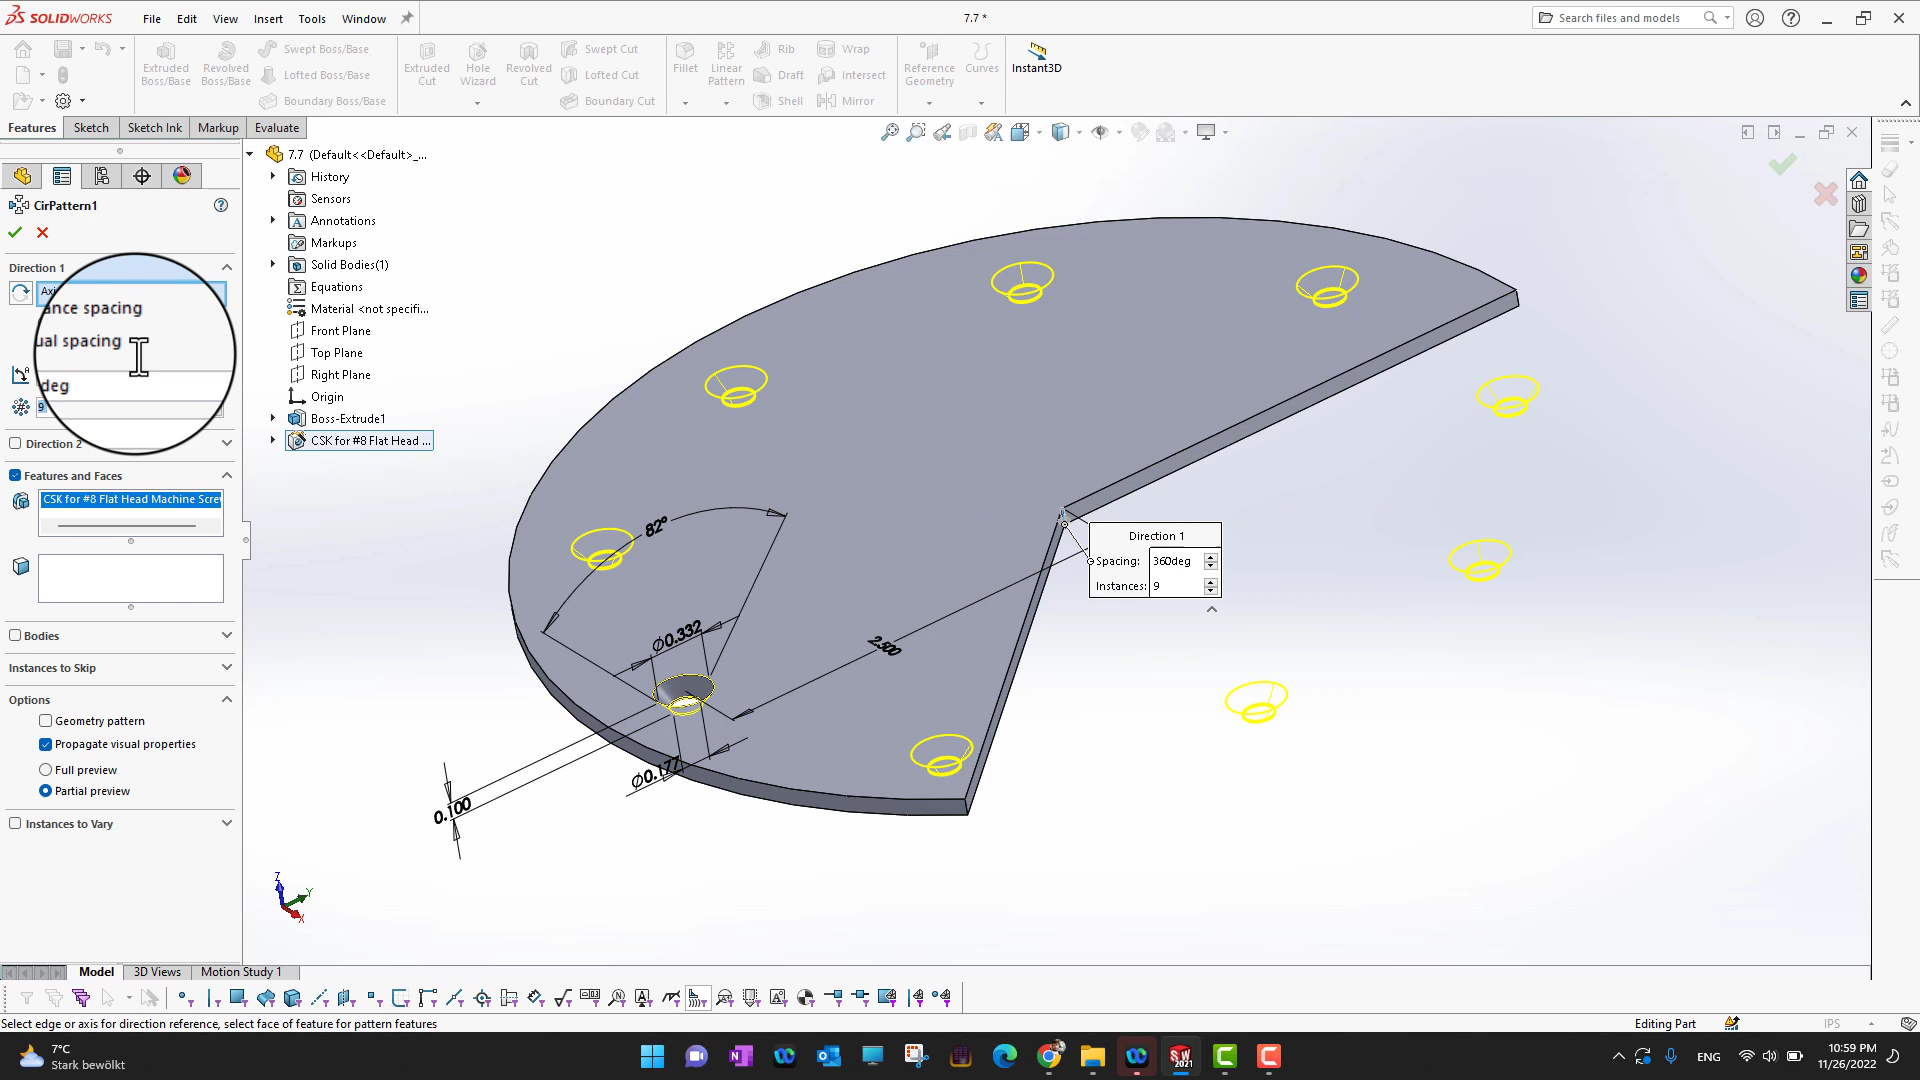 SOLIDWORKS
File Edit View Insert Tools Window
7.7 *
Search files and models
Extruded Boss/Base
Revolved Boss/Base
Swept Boss/Base
Lofted Boss/Base
Boundary Boss/Base
Extruded Cut
Hole Wizard
Revolved Cut
Swept Cut
Lofted Cut
Boundary Cut
Fillet
Linear Pattern
Rib
Draft
Shell
Wrap
Intersect
Mirror
Reference Geometry
Curves
Instant3D
Features Sketch Sketch Ink Markup Evaluate
CirPattern1
Direction 1
ance spacing
ual spacing
deg
9
Direction 2
Features and Faces
CSK for #8 Flat Head Machine Screw
Bodies
Instances to Skip
Options
Geometry pattern
Propagate visual properties
Full preview
Partial preview
Instances to Vary
7.7 (Default<<Default>_...
History
Sensors
Annotations
Markups
Solid Bodies(1)
Equations
Material <not specifi...
Front Plane
Top Plane
Right Plane
Origin
Boss-Extrude1
CSK for #8 Flat Head ...
82°
Ø0.332
2.500
Ø0.177
0.100
Direction 1
Spacing: 360deg
Instances: 9
Z
Y
X
Model 3D Views Motion Study 1
Select edge or axis for direction reference, select face of feature for pattern features
Editing Part
IPS
7°C
Stark bewölkt
ENG
10:59 PM
11/26/2022